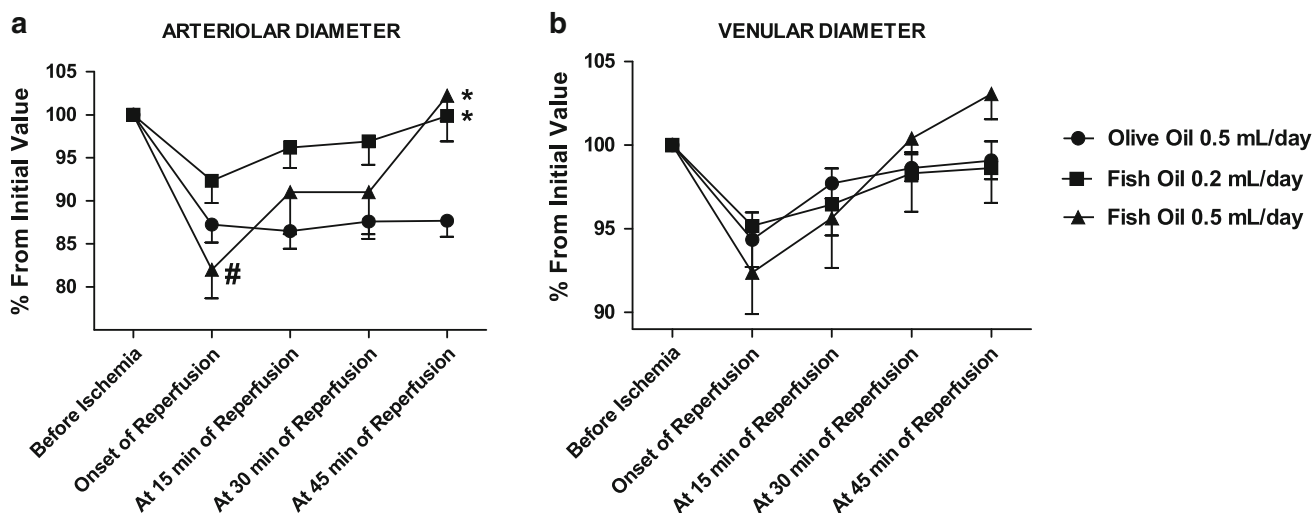 a
ARTERIOLAR DIAMETER
% From Initial Value
105
100
95
90
85
80
*
*
#
Before Ischemia
Onset of Reperfusion
At 15 min of Reperfusion
At 30 min of Reperfusion
At 45 min of Reperfusion
b
VENULAR DIAMETER
% From Initial Value
105
100
95
90
Before Ischemia
Onset of Reperfusion
At 15 min of Reperfusion
At 30 min of Reperfusion
At 45 min of Reperfusion
Olive Oil 0.5 mL/day
Fish Oil 0.2 mL/day
Fish Oil 0.5 mL/day